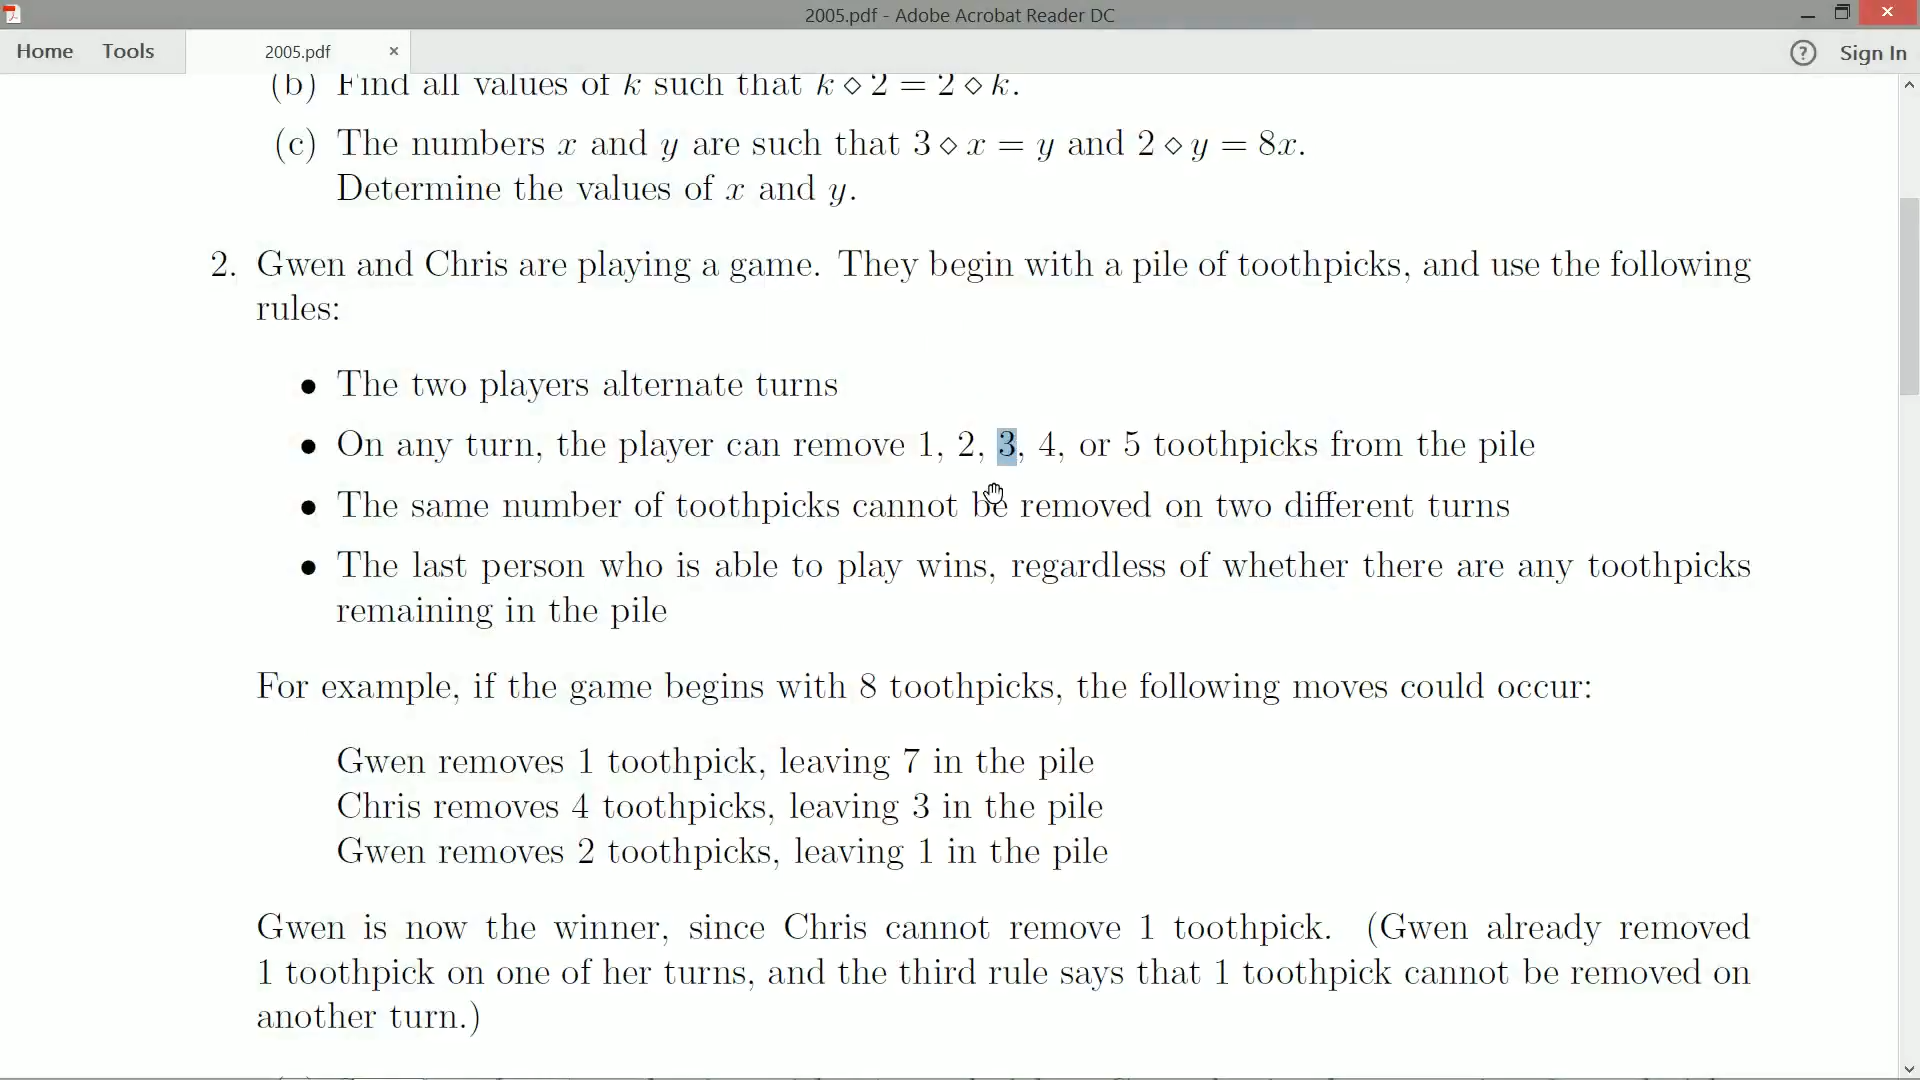 2005.pdf - Adobe Acrobat Reader DC
Home Tools 2005.pdf × ? Sign In
(b) Find all values of k such that k ⋄ 2 = 2 ⋄ k.
(c) The numbers x and y are such that 3 ⋄ x = y and 2 ⋄ y = 8x.
Determine the values of x and y.
2. Gwen and Chris are playing a game. They begin with a pile of toothpicks, and use the following
rules:
• The two players alternate turns
• On any turn, the player can remove 1, 2, 3, 4, or 5 toothpicks from the pile
• The same number of toothpicks cannot be removed on two different turns
• The last person who is able to play wins, regardless of whether there are any toothpicks
remaining in the pile
For example, if the game begins with 8 toothpicks, the following moves could occur:
Gwen removes 1 toothpick, leaving 7 in the pile
Chris removes 4 toothpicks, leaving 3 in the pile
Gwen removes 2 toothpicks, leaving 1 in the pile
Gwen is now the winner, since Chris cannot remove 1 toothpick. (Gwen already removed
1 toothpick on one of her turns, and the third rule says that 1 toothpick cannot be removed on
another turn.)